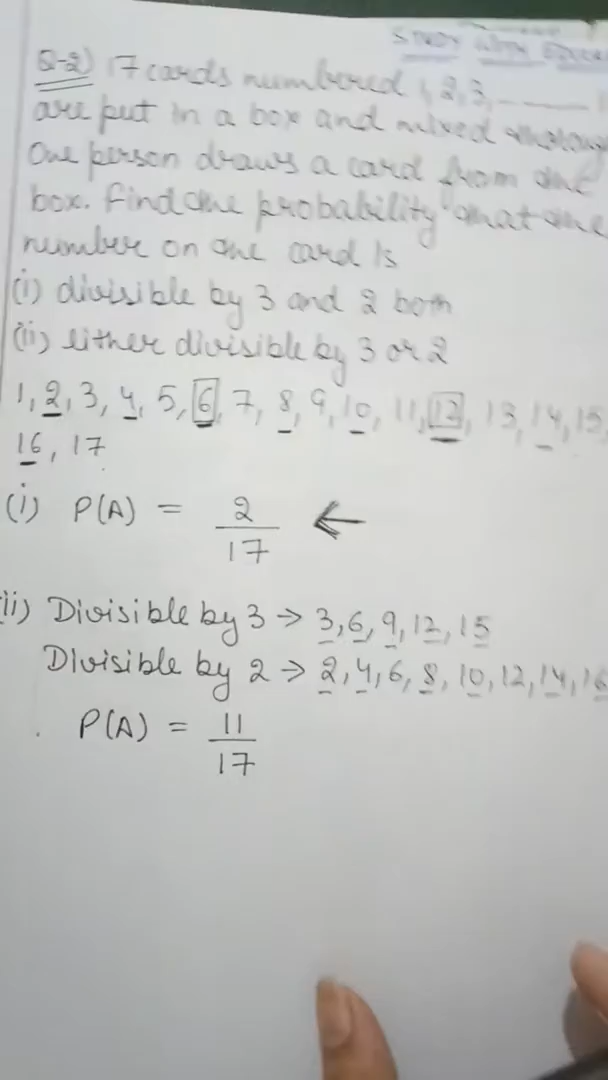 STUDY WITH
Q-2) 17 cards numbered 1, 2, 3, ------
are put in a box and mixed
One person draws a card from the
box. Find the probability that the
number on the card is
(i) divisible by 3 and 2 both
(ii) either divisible by 3 or 2
1, 2, 3, 4, 5, 6, 7, 8, 9, 10, 11, 12, 13, 14, 15,
16, 17
(i) P(A) = 2/17 ←
ii) Divisible by 3 → 3, 6, 9, 12, 15
Divisible by 2 → 2, 4, 6, 8, 10, 12, 14, 16
P(A) = 11/17